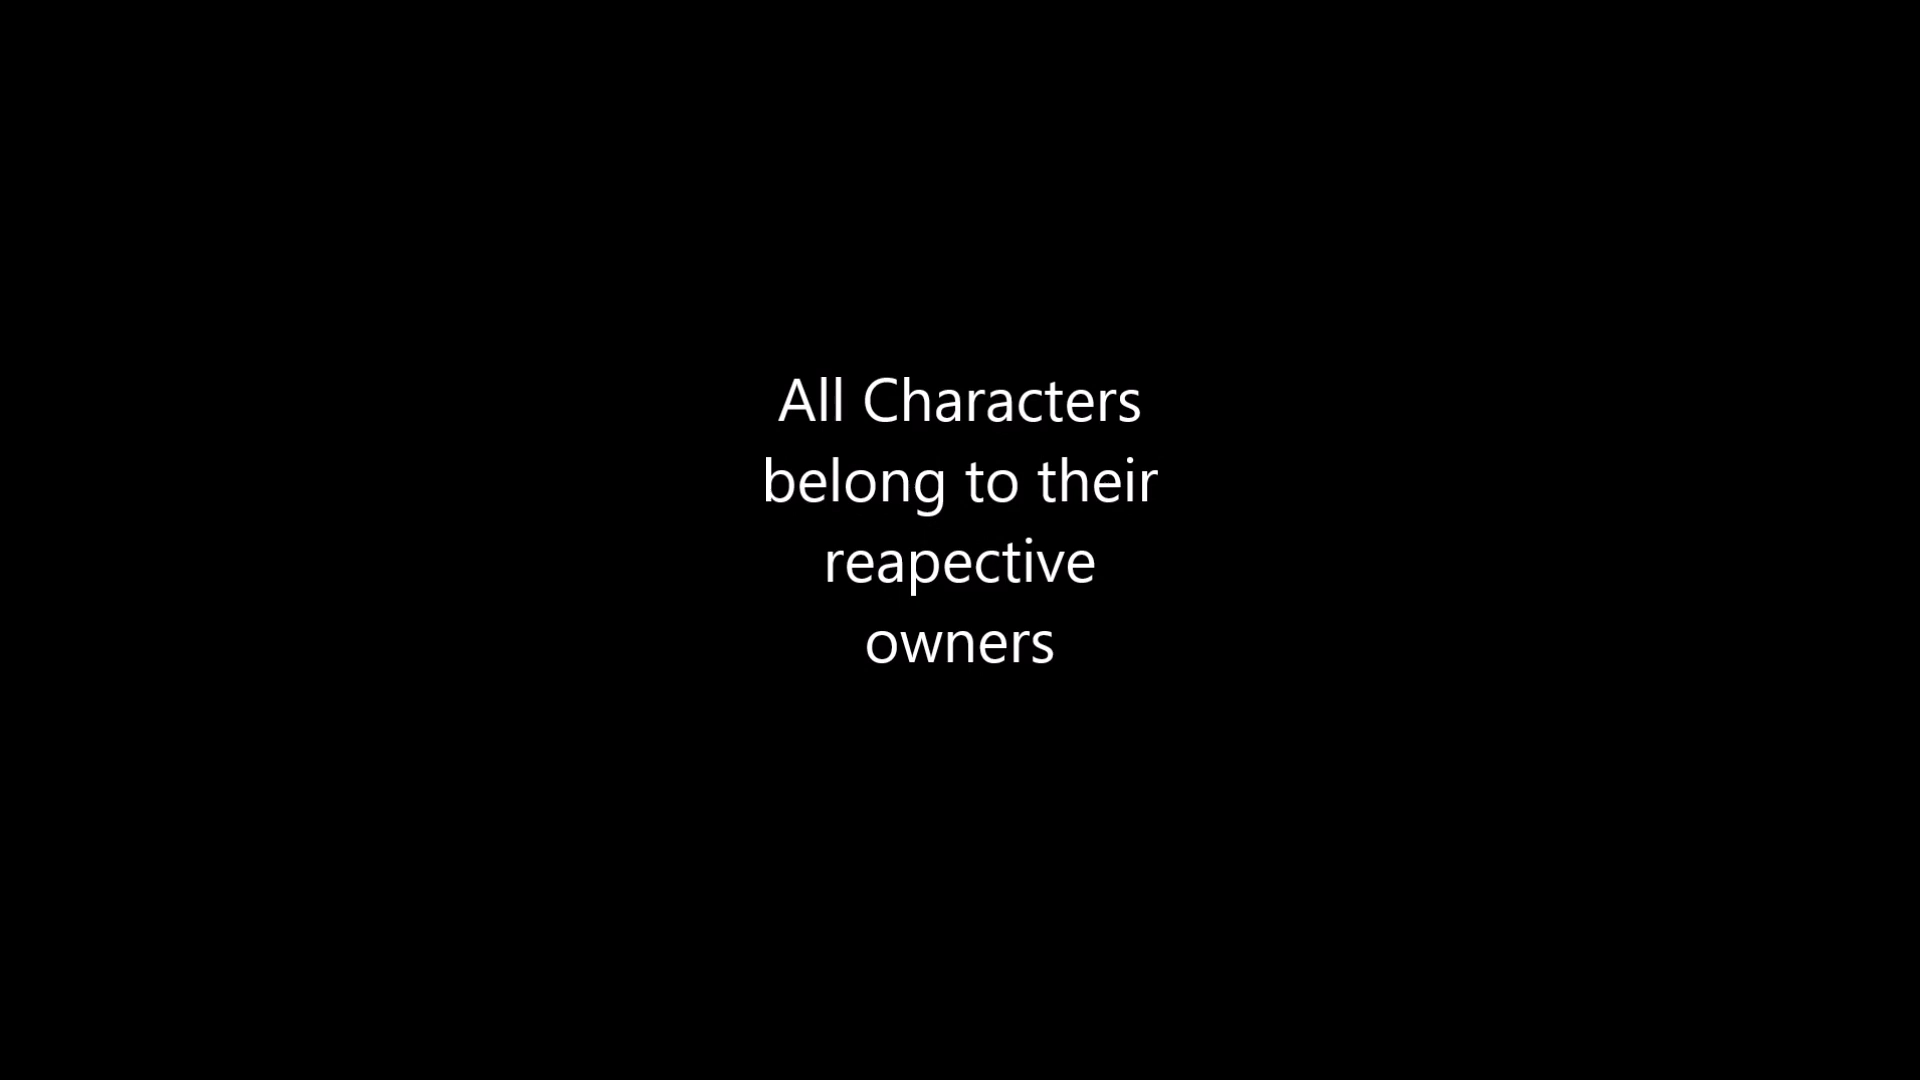 All Characters
belong to their
reapective
owners